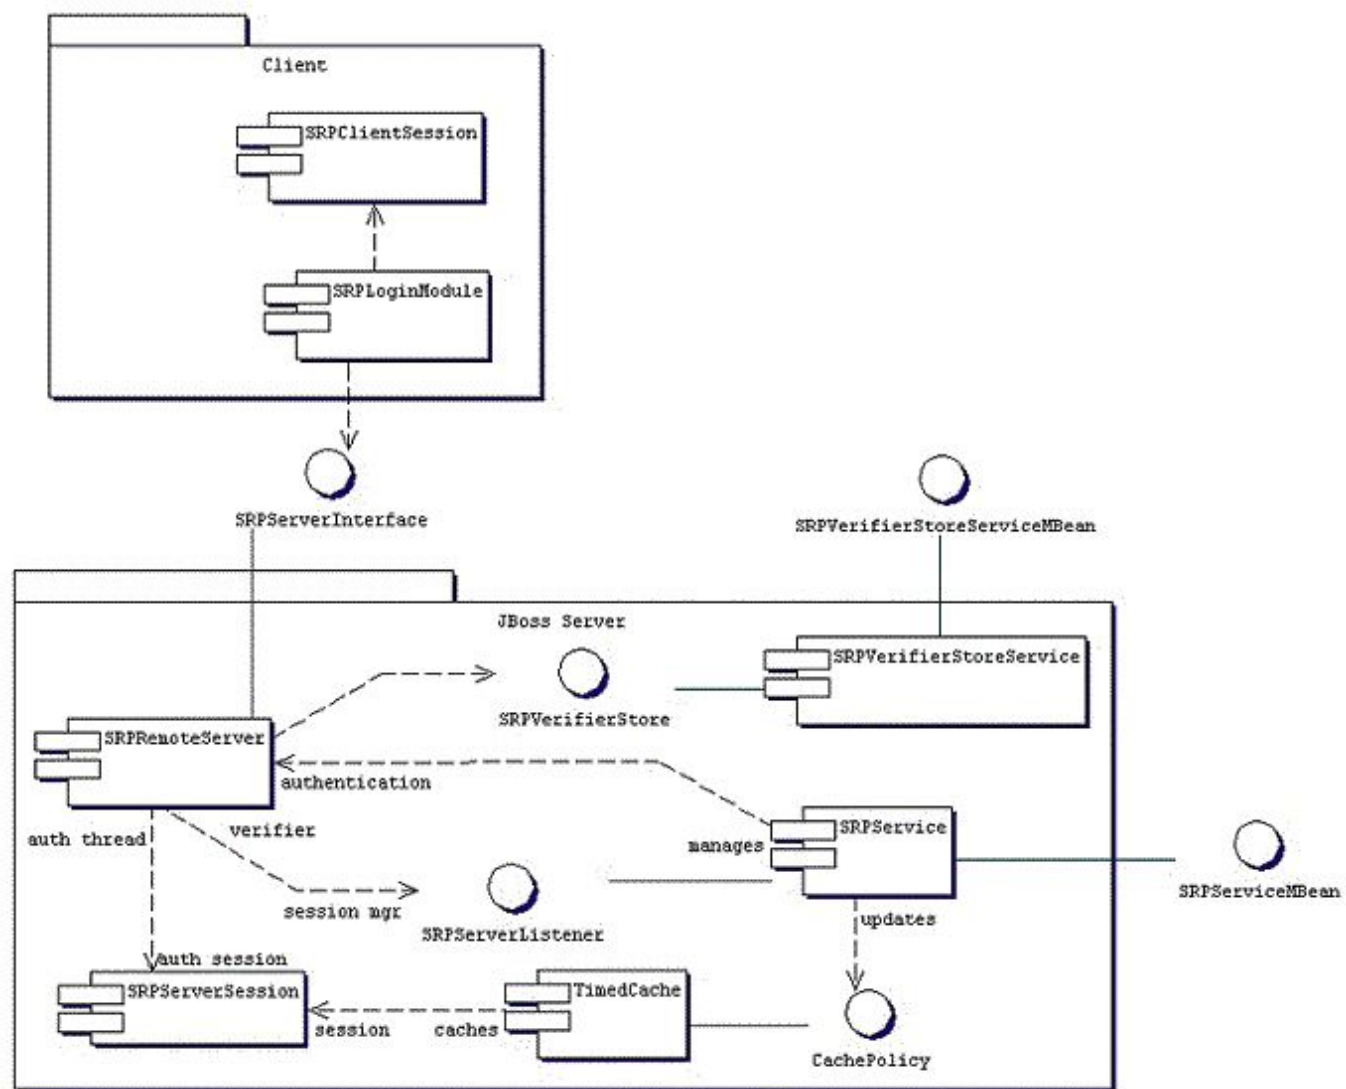 Client
SRPClientSession
SRPLoginModule
SRPServerInterface
SRPVerifierStoreServiceMBean
JBoss Server
SRPVerifierStoreService
SRPVerifierStore
SRPRemoteServer
authentication
SRPService
verifier
auth thread
manages
SRPServiceMBean
session mgr
updates
SRPServerListener
auth session
SRPServerSession
TimedCache
session
caches
CachePolicy